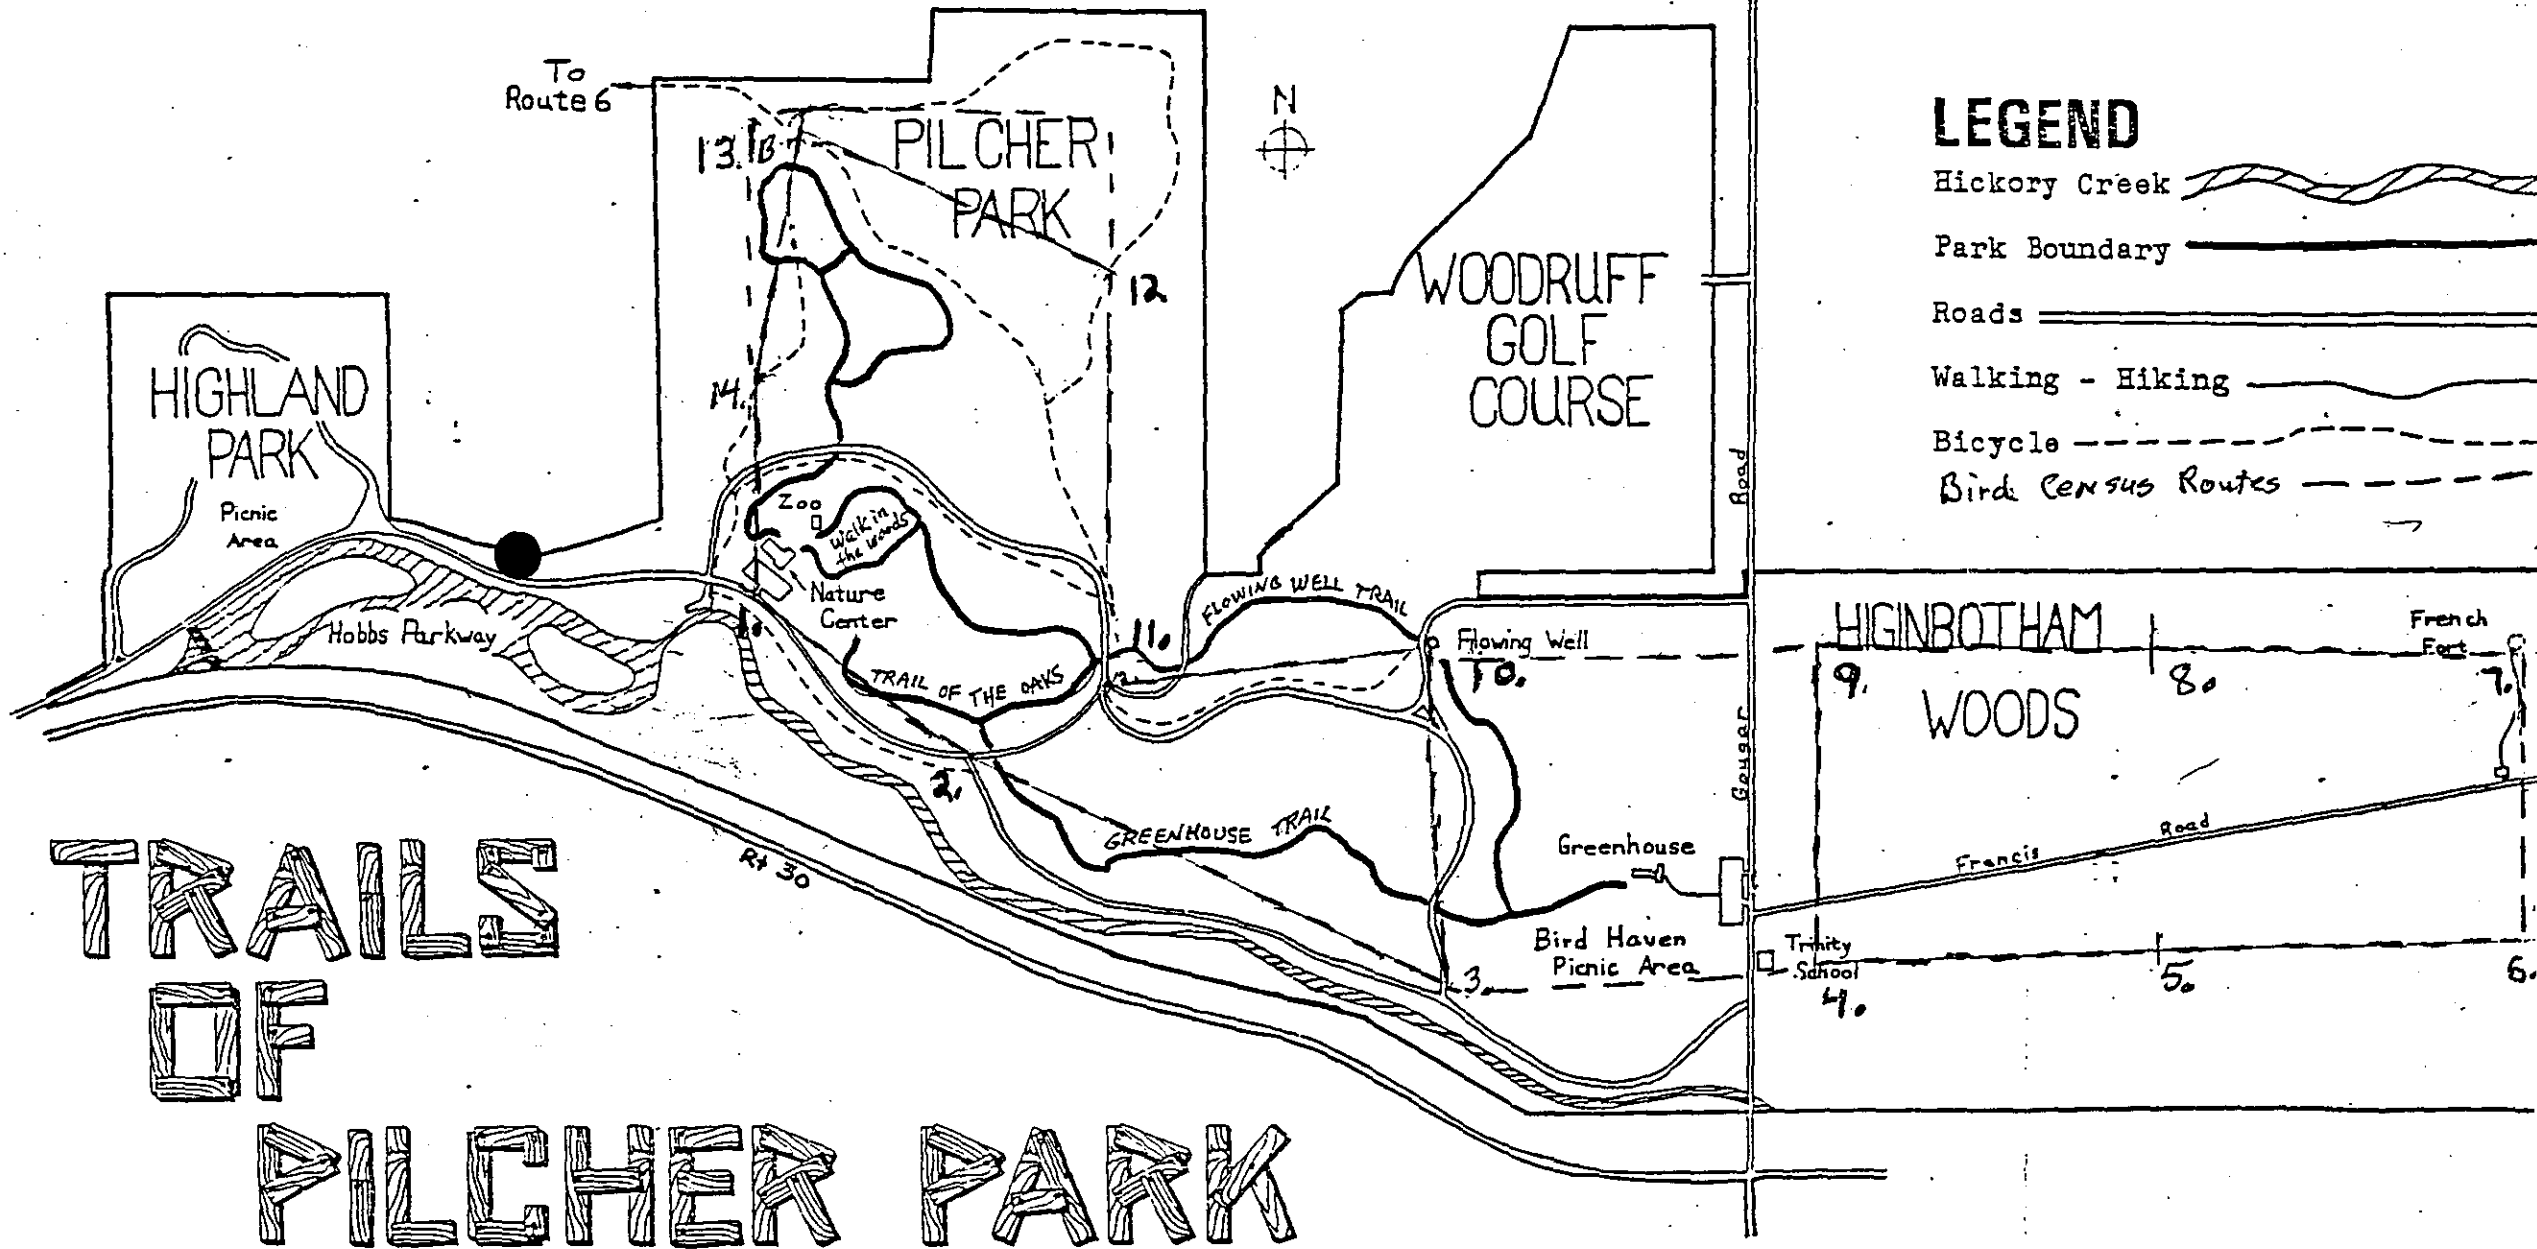 To
Route 6
N
PILCHER
PARK
13.
B
12
14.
HIGHLAND
PARK
Picnic
Area
WOODRUFF
GOLF
COURSE
LEGEND
Hickory Creek
Park Boundary
Roads
Walking - Hiking
Bicycle
Bird Census Routes
Road
Zoo
Walk in
the woods
Nature
Center
Hobbs Parkway
1.
TRAIL OF THE OAKS
11.
FLOWING WELL TRAIL
Flowing Well
10.
HIGINBOTHAM
WOODS
9.
8.
French
Fort
7.
2.
GREENHOUSE TRAIL
Gougar
Greenhouse
Francis
Road
Rt 30
Bird Haven
Picnic Area
3.
Trinity
School
4.
5.
6.
TRAILS
OF
PILCHER PARK